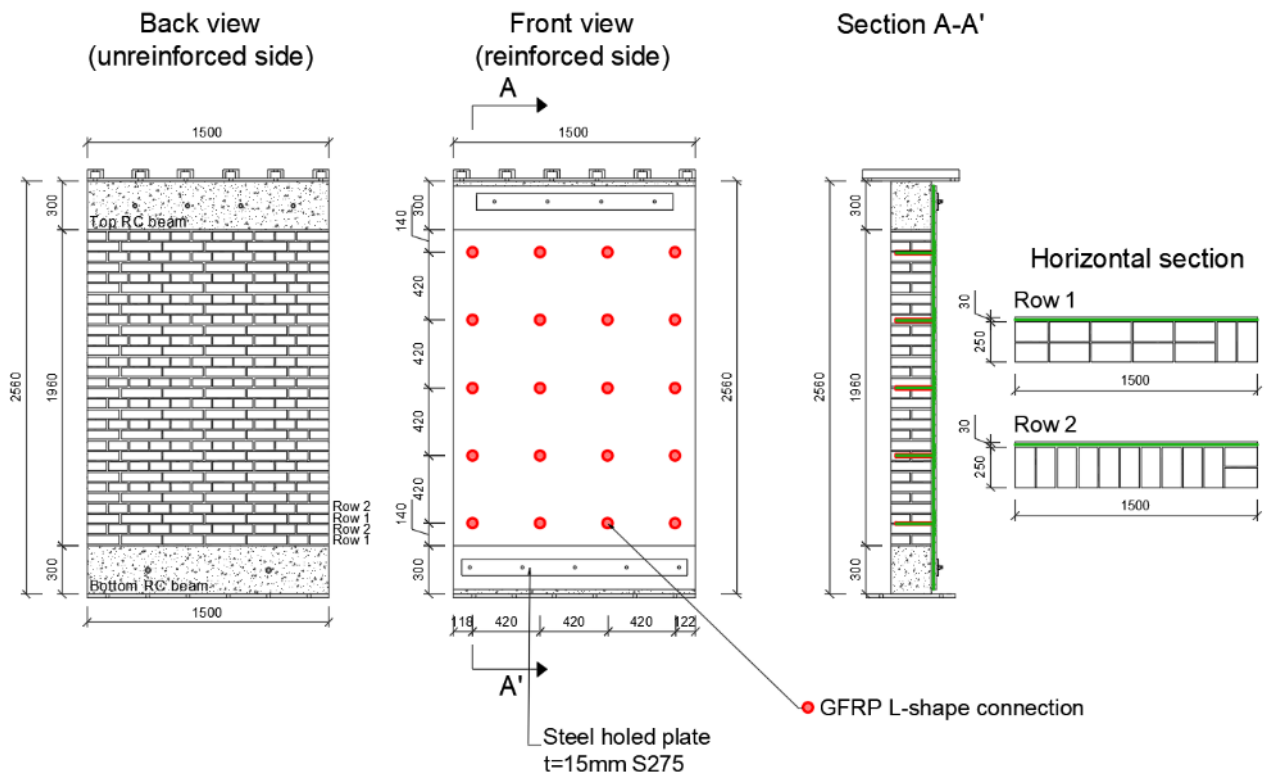 Back view
(unreinforced side)
Front view
(reinforced side)
Section A-A'
A
1500
1500
300
Top RC beam
2560
1960
Row 2
Row 1
Row 2
Row 1
300
Bottom RC beam
1500
140
300
420
420
420
420
140
300
2560
118
420
420
420
122
A'
Steel holed plate
t=15mm S275
GFRP L-shape connection
300
2560
1960
300
Horizontal section
Row 1
30
250
1500
Row 2
30
250
1500